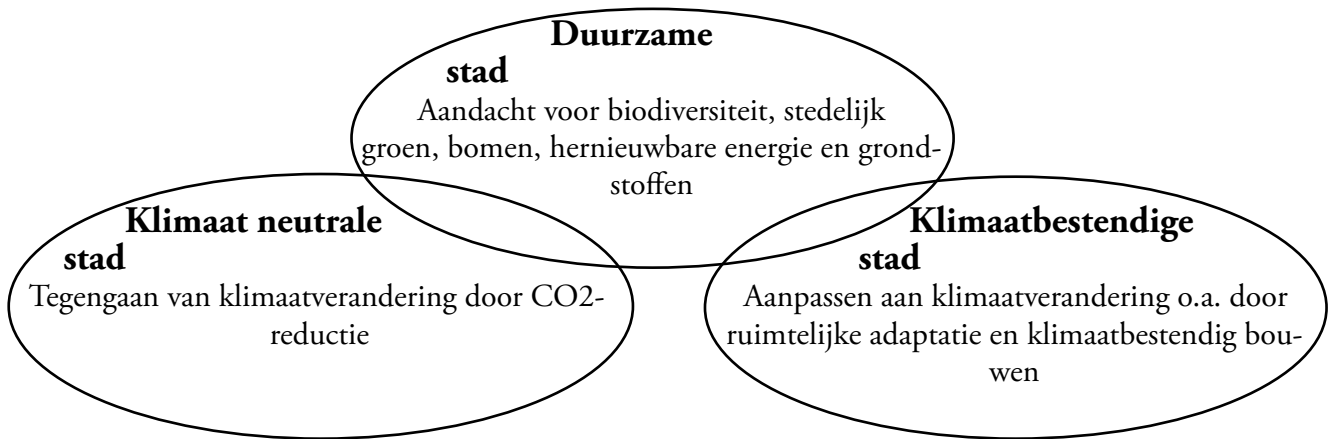 Duurzame
stad
Aandacht voor biodiversiteit, stedelijk
groen, bomen, hernieuwbare energie en grond-
stoffen
Klimaat neutrale
stad
Tegengaan van klimaatverandering door CO2-
reductie
Klimaatbestendige
stad
Aanpassen aan klimaatverandering o.a. door
ruimtelijke adaptatie en klimaatbestendig bou-
wen